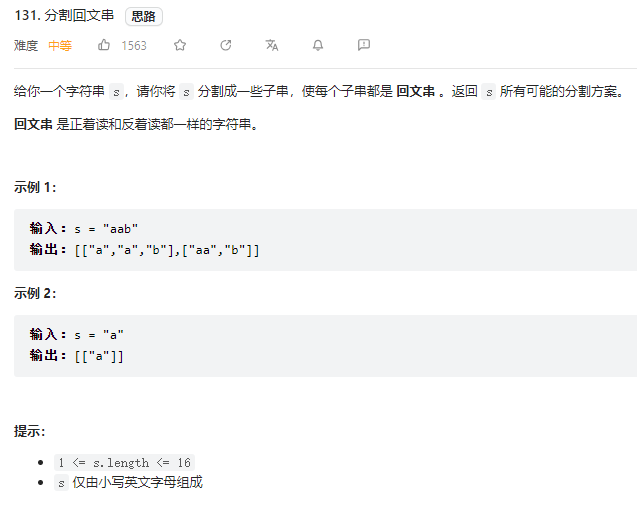 131. 分割回文串 思路
难度 中等 1563
给你一个字符串 s，请你将 s 分割成一些子串，使每个子串都是 回文串 。返回 s 所有可能的分割方案。
回文串 是正着读和反着读都一样的字符串。
示例 1：
输入：s = "aab"
输出：[["a","a","b"],["aa","b"]]
示例 2：
输入：s = "a"
输出：[["a"]]
提示：
1 <= s.length <= 16
s 仅由小写英文字母组成